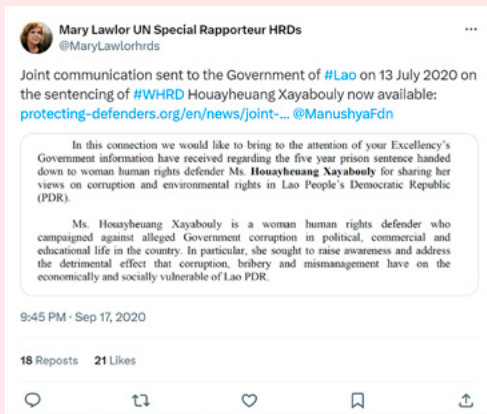 Mary Lawlor UN Special Rapporteur HRDs
@MaryLawlorhrds
Joint communication sent to the Government of #Lao on 13 July 2020 on
the sentencing of #WHRD Houayheuang Xayabouly now available:
protecting-defenders.org/en/news/joint-... @ManushyaFdn
In this connection we would like to bring to the attention of your Excellency's
Government information have received regarding the five year prison sentence handed
down to woman human rights defender Ms. Houayheuang Xayabouly for sharing her
views on corruption and environmental rights in Lao People's Democratic Republic
(PDR).
Ms. Houayheuang Xayabouly is a woman human rights defender who
campaigned against alleged Government corruption in political, commercial and
educational life in the country. In particular, she sought to raise awareness and address
the detrimental effect that corruption, bribery and mismanagement have on the
economically and socially vulnerable of Lao PDR.
9:45 PM · Sep 17, 2020
18 Reposts 21 Likes